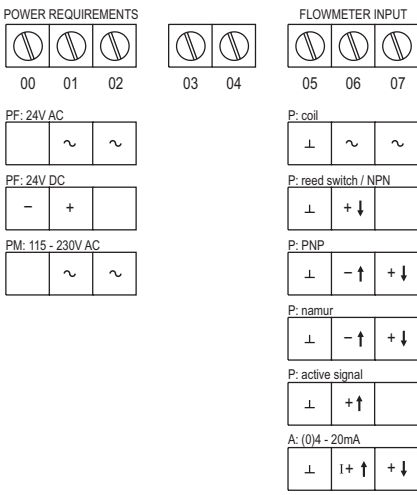 POWER REQUIREMENTS
00 01 02
PF: 24V AC
~ ~
PF: 24V DC
− +
PM: 115 - 230V AC
~ ~
03 04
FLOWMETER INPUT
05 06 07
P: coil
⊥ ~ ~
P: reed switch / NPN
⊥ +↓
P: PNP
⊥ −↑ +↓
P: namur
⊥ −↑ +↓
P: active signal
⊥ +↑
A: (0)4 - 20mA
⊥ I+ ↑ +↓